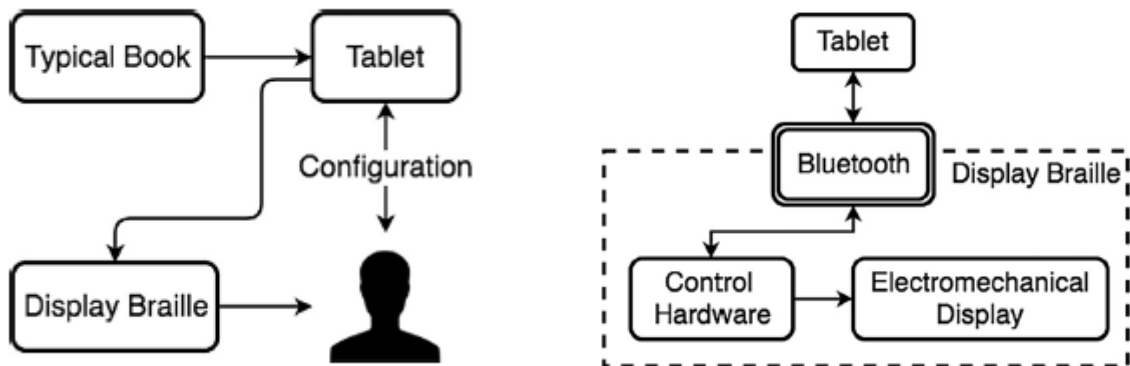 Typical Book
Tablet
Configuration
Display Braille
Tablet
Bluetooth
Display Braille
Control
Hardware
Electromechanical
Display